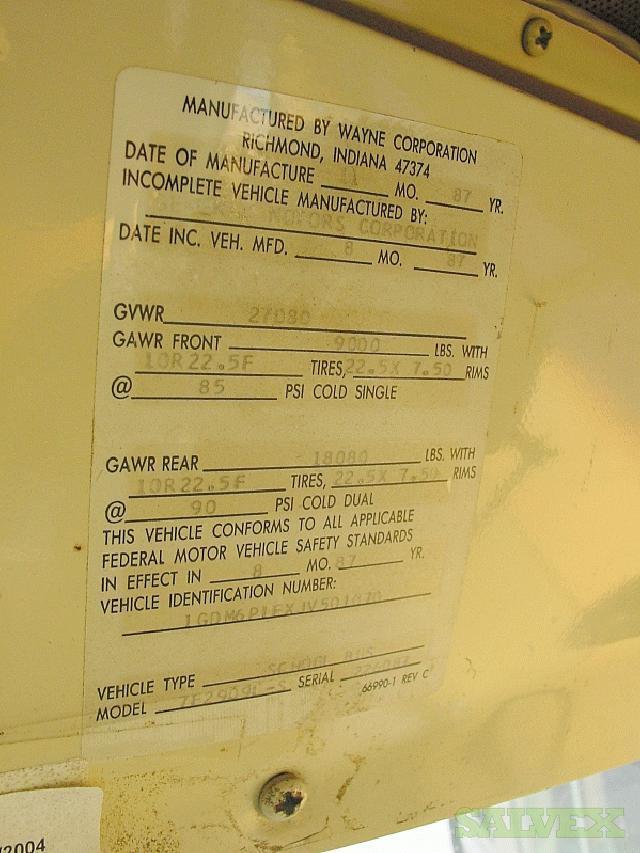 MANUFACTURED BY WAYNE CORPORATION
RICHMOND, INDIANA 47374
DATE OF MANUFACTURE 11 MO. 87 YR.
INCOMPLETE VEHICLE MANUFACTURED BY:
MOTORS CORPORATION
DATE INC. VEH. MFD. 8 MO. 87 YR.
GVWR 27080
GAWR FRONT 9000 LBS. WITH
10R22.5F TIRES, 22.5X 7.50 RIMS
@ 85 PSI COLD SINGLE
GAWR REAR 18080 LBS. WITH
10R22.5F TIRES, 22.5X 7.50 RIMS
@ 90 PSI COLD DUAL
THIS VEHICLE CONFORMS TO ALL APPLICABLE
FEDERAL MOTOR VEHICLE SAFETY STANDARDS
IN EFFECT IN 8 MO. 87 YR.
VEHICLE IDENTIFICATION NUMBER:
VEHICLE TYPE SCHOOL BUS
MODEL SERIAL 66990-1 REV C
/2004
SALVEX